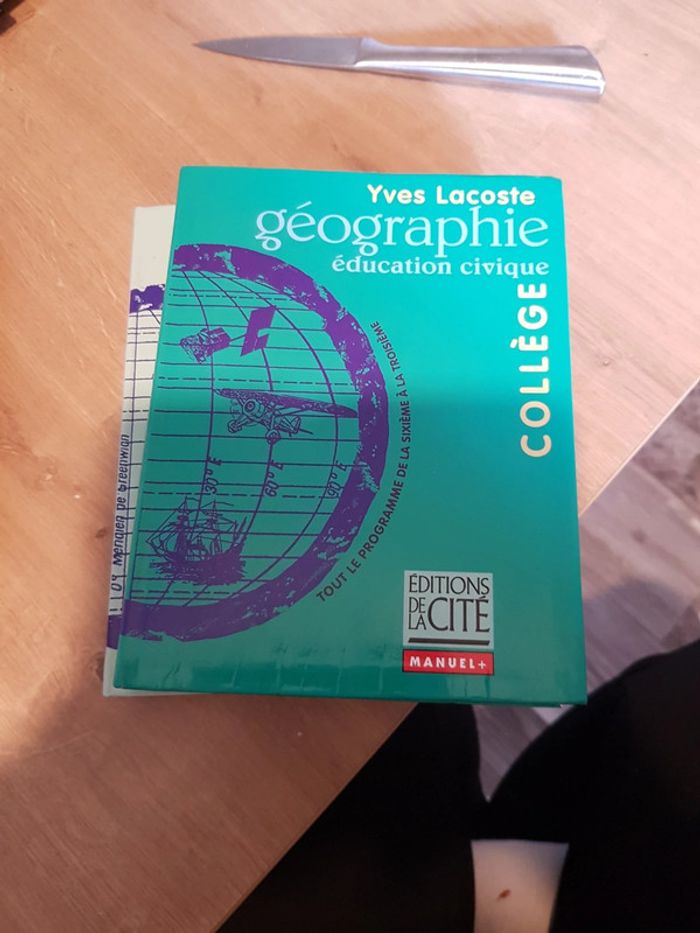 Yves Lacoste
géographie
éducation civique
COLLÈGE
TOUT LE PROGRAMME DE LA SIXIÈME À LA TROISIÈME
30° E
60° E
90° E
Méridien de Greenwich
ÉDITIONS
DE
LA CITÉ
MANUEL+